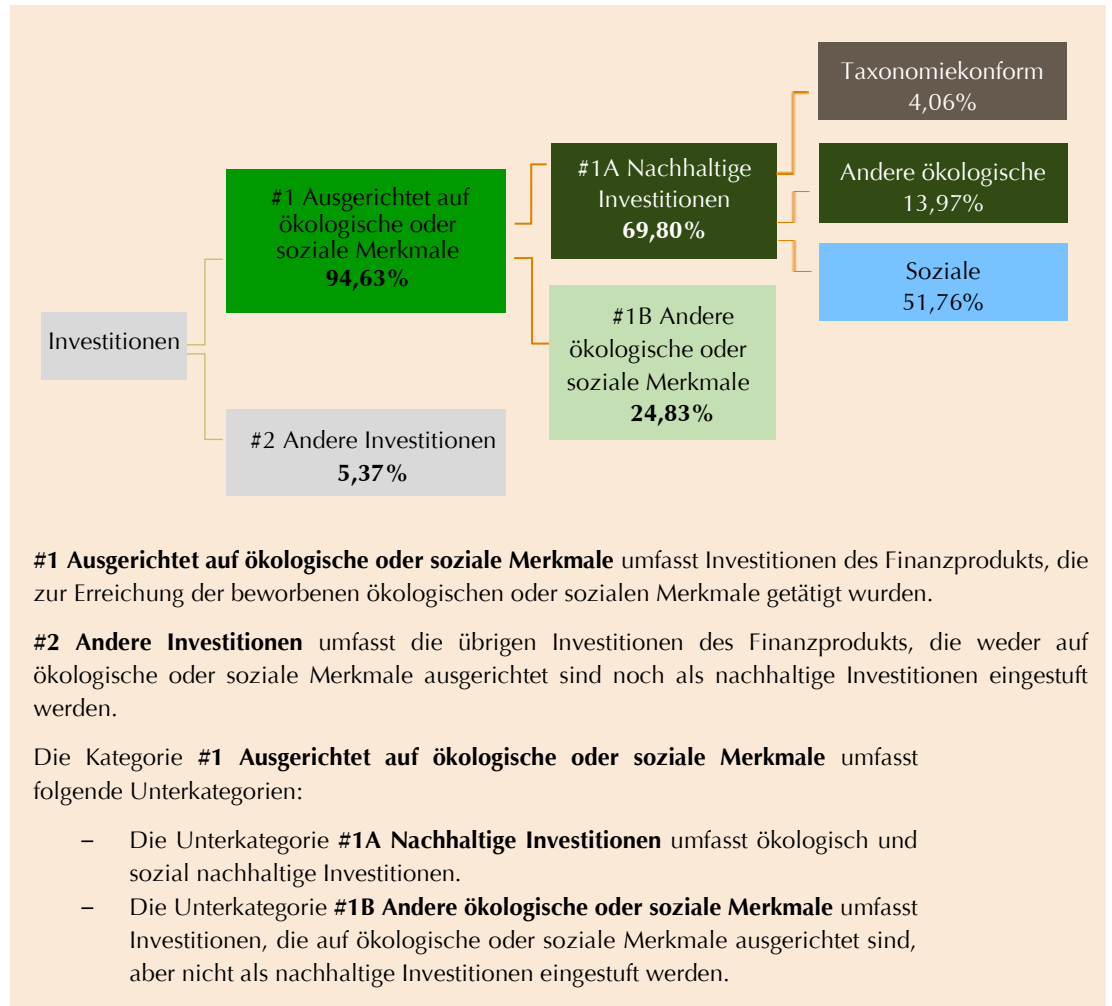 Taxonomiekonform
4,06%
#1A Nachhaltige
Investitionen
69,80%
Andere ökologische
13,97%
#1 Ausgerichtet auf
ökologische oder
soziale Merkmale
94,63%
Soziale
51,76%
Investitionen
#1B Andere
ökologische oder
soziale Merkmale
24,83%
#2 Andere Investitionen
5,37%
#1 Ausgerichtet auf ökologische oder soziale Merkmale umfasst Investitionen des Finanzprodukts, die
zur Erreichung der beworbenen ökologischen oder sozialen Merkmale getätigt wurden.
#2 Andere Investitionen umfasst die übrigen Investitionen des Finanzprodukts, die weder auf
ökologische oder soziale Merkmale ausgerichtet sind noch als nachhaltige Investitionen eingestuft
werden.
Die Kategorie #1 Ausgerichtet auf ökologische oder soziale Merkmale umfasst
folgende Unterkategorien:
– Die Unterkategorie #1A Nachhaltige Investitionen umfasst ökologisch und
sozial nachhaltige Investitionen.
– Die Unterkategorie #1B Andere ökologische oder soziale Merkmale umfasst
Investitionen, die auf ökologische oder soziale Merkmale ausgerichtet sind,
aber nicht als nachhaltige Investitionen eingestuft werden.